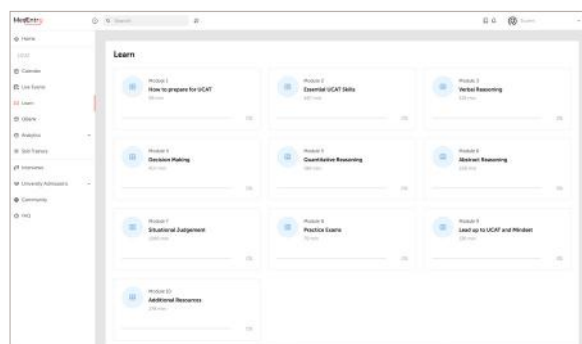 MedEntry
Search
Home
UCAT
Calendar
Live Events
Learn
QBank
Analytics
Skill Trainers
Interviews
University Admissions
Community
FAQ
Learn
Module 1
How to prepare for UCAT
Module 2
Essential UCAT Skills
Module 3
Verbal Reasoning
Module 4
Decision Making
Module 5
Quantitative Reasoning
Module 6
Abstract Reasoning
Module 7
Situational Judgement
Module 8
Practice Exams
Module 9
Lead up to UCAT and Mindset
Module 10
Additional Resources